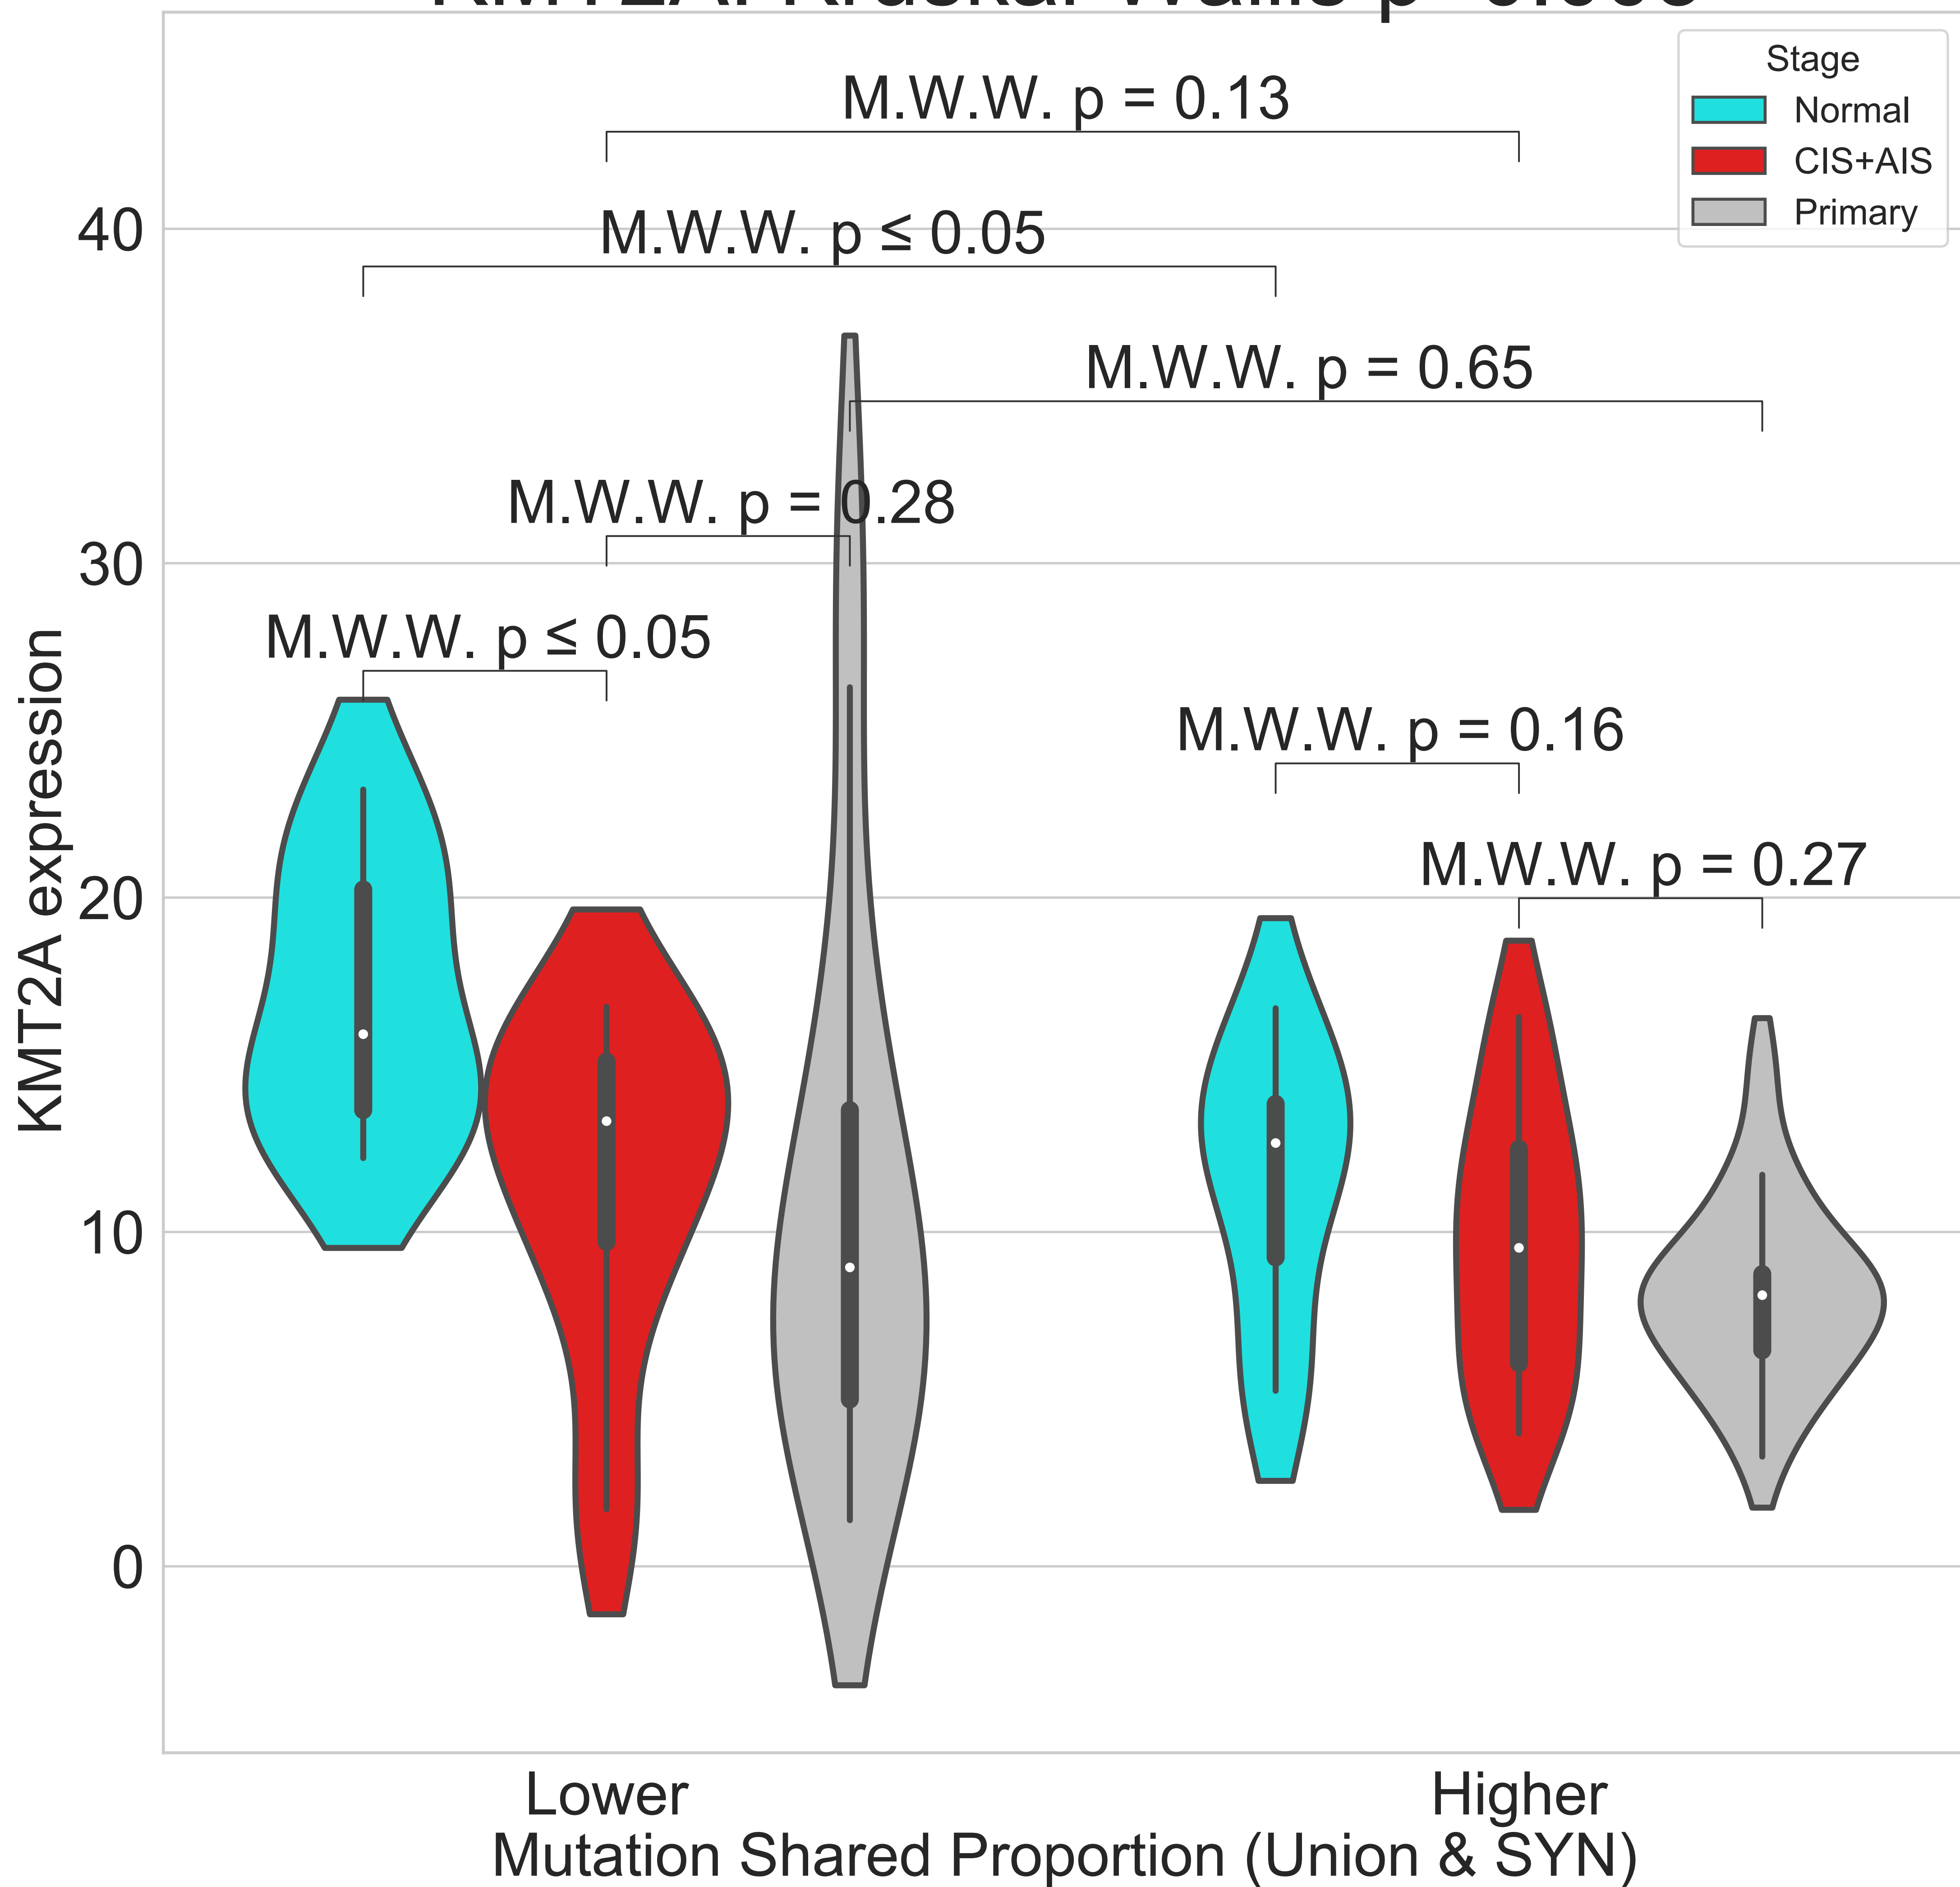 Stage
Normal
CIS+AIS
Primary
M.W.W. p = 0.13
M.W.W. p ≤ 0.05
M.W.W. p = 0.65
M.W.W. p = 0.28
M.W.W. p ≤ 0.05
M.W.W. p = 0.16
M.W.W. p = 0.27
KMT2A expression
40
30
20
10
0
Lower
Higher
Mutation Shared Proportion (Union & SYN)